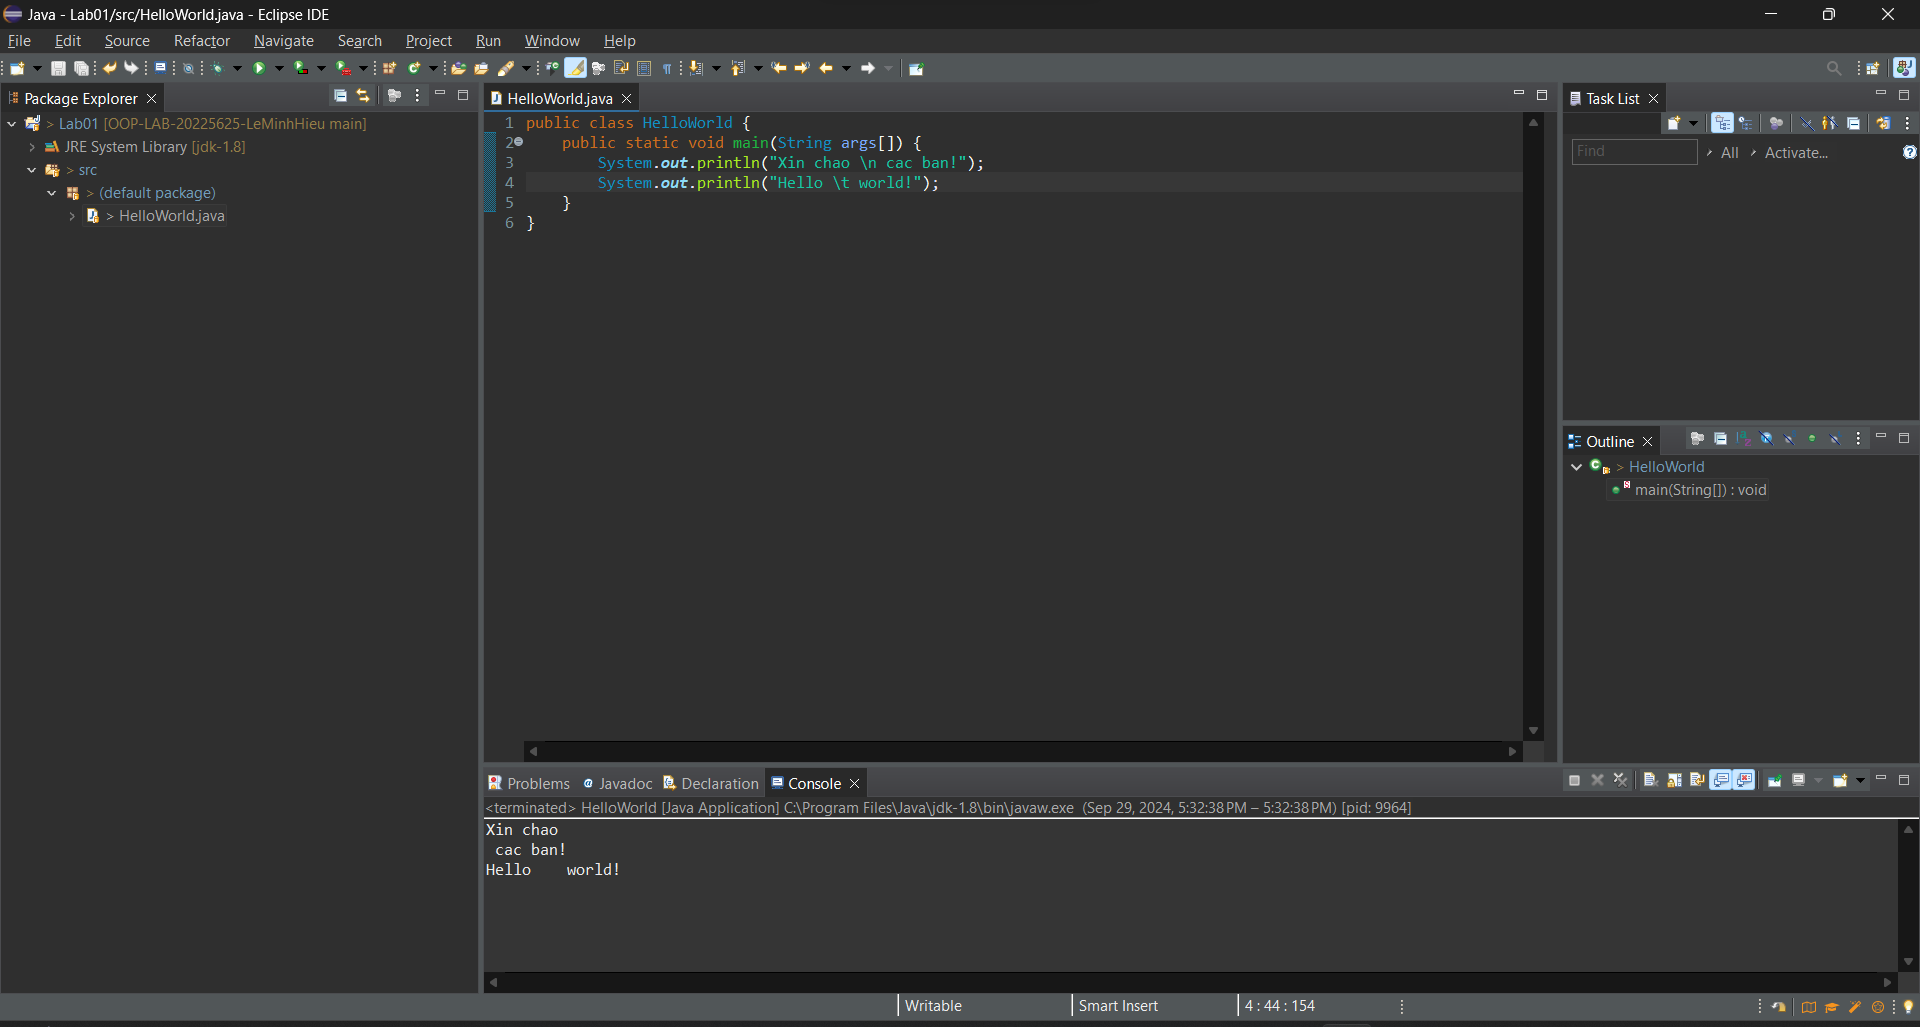 Java - Lab01/src/HelloWorld.java - Eclipse IDE
File Edit Source Refactor Navigate Search Project Run Window Help
Package Explorer
> Lab01 [OOP-LAB-20225625-LeMinhHieu main]
JRE System Library [jdk-1.8]
> src
> (default package)
> HelloWorld.java
HelloWorld.java
1 public class HelloWorld {
2 public static void main(String args[]) {
3 System.out.println("Xin chao \n cac ban!");
4 System.out.println("Hello \t world!");
5 }
6 }
Task List
Find All Activate...
Outline
> HelloWorld
main(String[]) : void
Problems Javadoc Declaration Console
<terminated> HelloWorld [Java Application] C:\Program Files\Java\jdk-1.8\bin\javaw.exe (Sep 29, 2024, 5:32:38 PM – 5:32:38 PM) [pid: 9964]
Xin chao
cac ban!
Hello world!
Writable Smart Insert 4 : 44 : 154